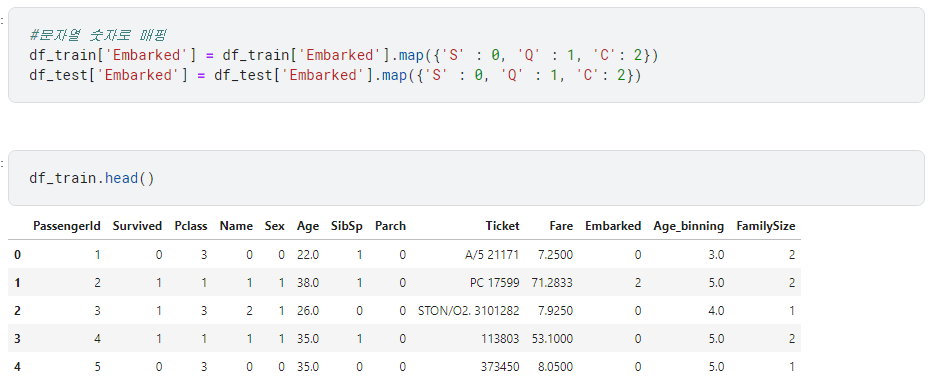 :
#문자열 숫자로 매핑
df_train['Embarked'] = df_train['Embarked'].map({'S' : 0, 'Q' : 1, 'C': 2})
df_test['Embarked'] = df_test['Embarked'].map({'S' : 0, 'Q' : 1, 'C': 2})
:
df_train.head()
PassengerId Survived Pclass Name Sex Age SibSp Parch Ticket Fare Embarked Age_binning FamilySize
0 1 0 3 0 0 22.0 1 0 A/5 21171 7.2500 0 3.0 2
1 2 1 1 1 1 38.0 1 0 PC 17599 71.2833 2 5.0 2
2 3 1 3 2 1 26.0 0 0 STON/O2. 3101282 7.9250 0 4.0 1
3 4 1 1 1 1 35.0 1 0 113803 53.1000 0 5.0 2
4 5 0 3 0 0 35.0 0 0 373450 8.0500 0 5.0 1